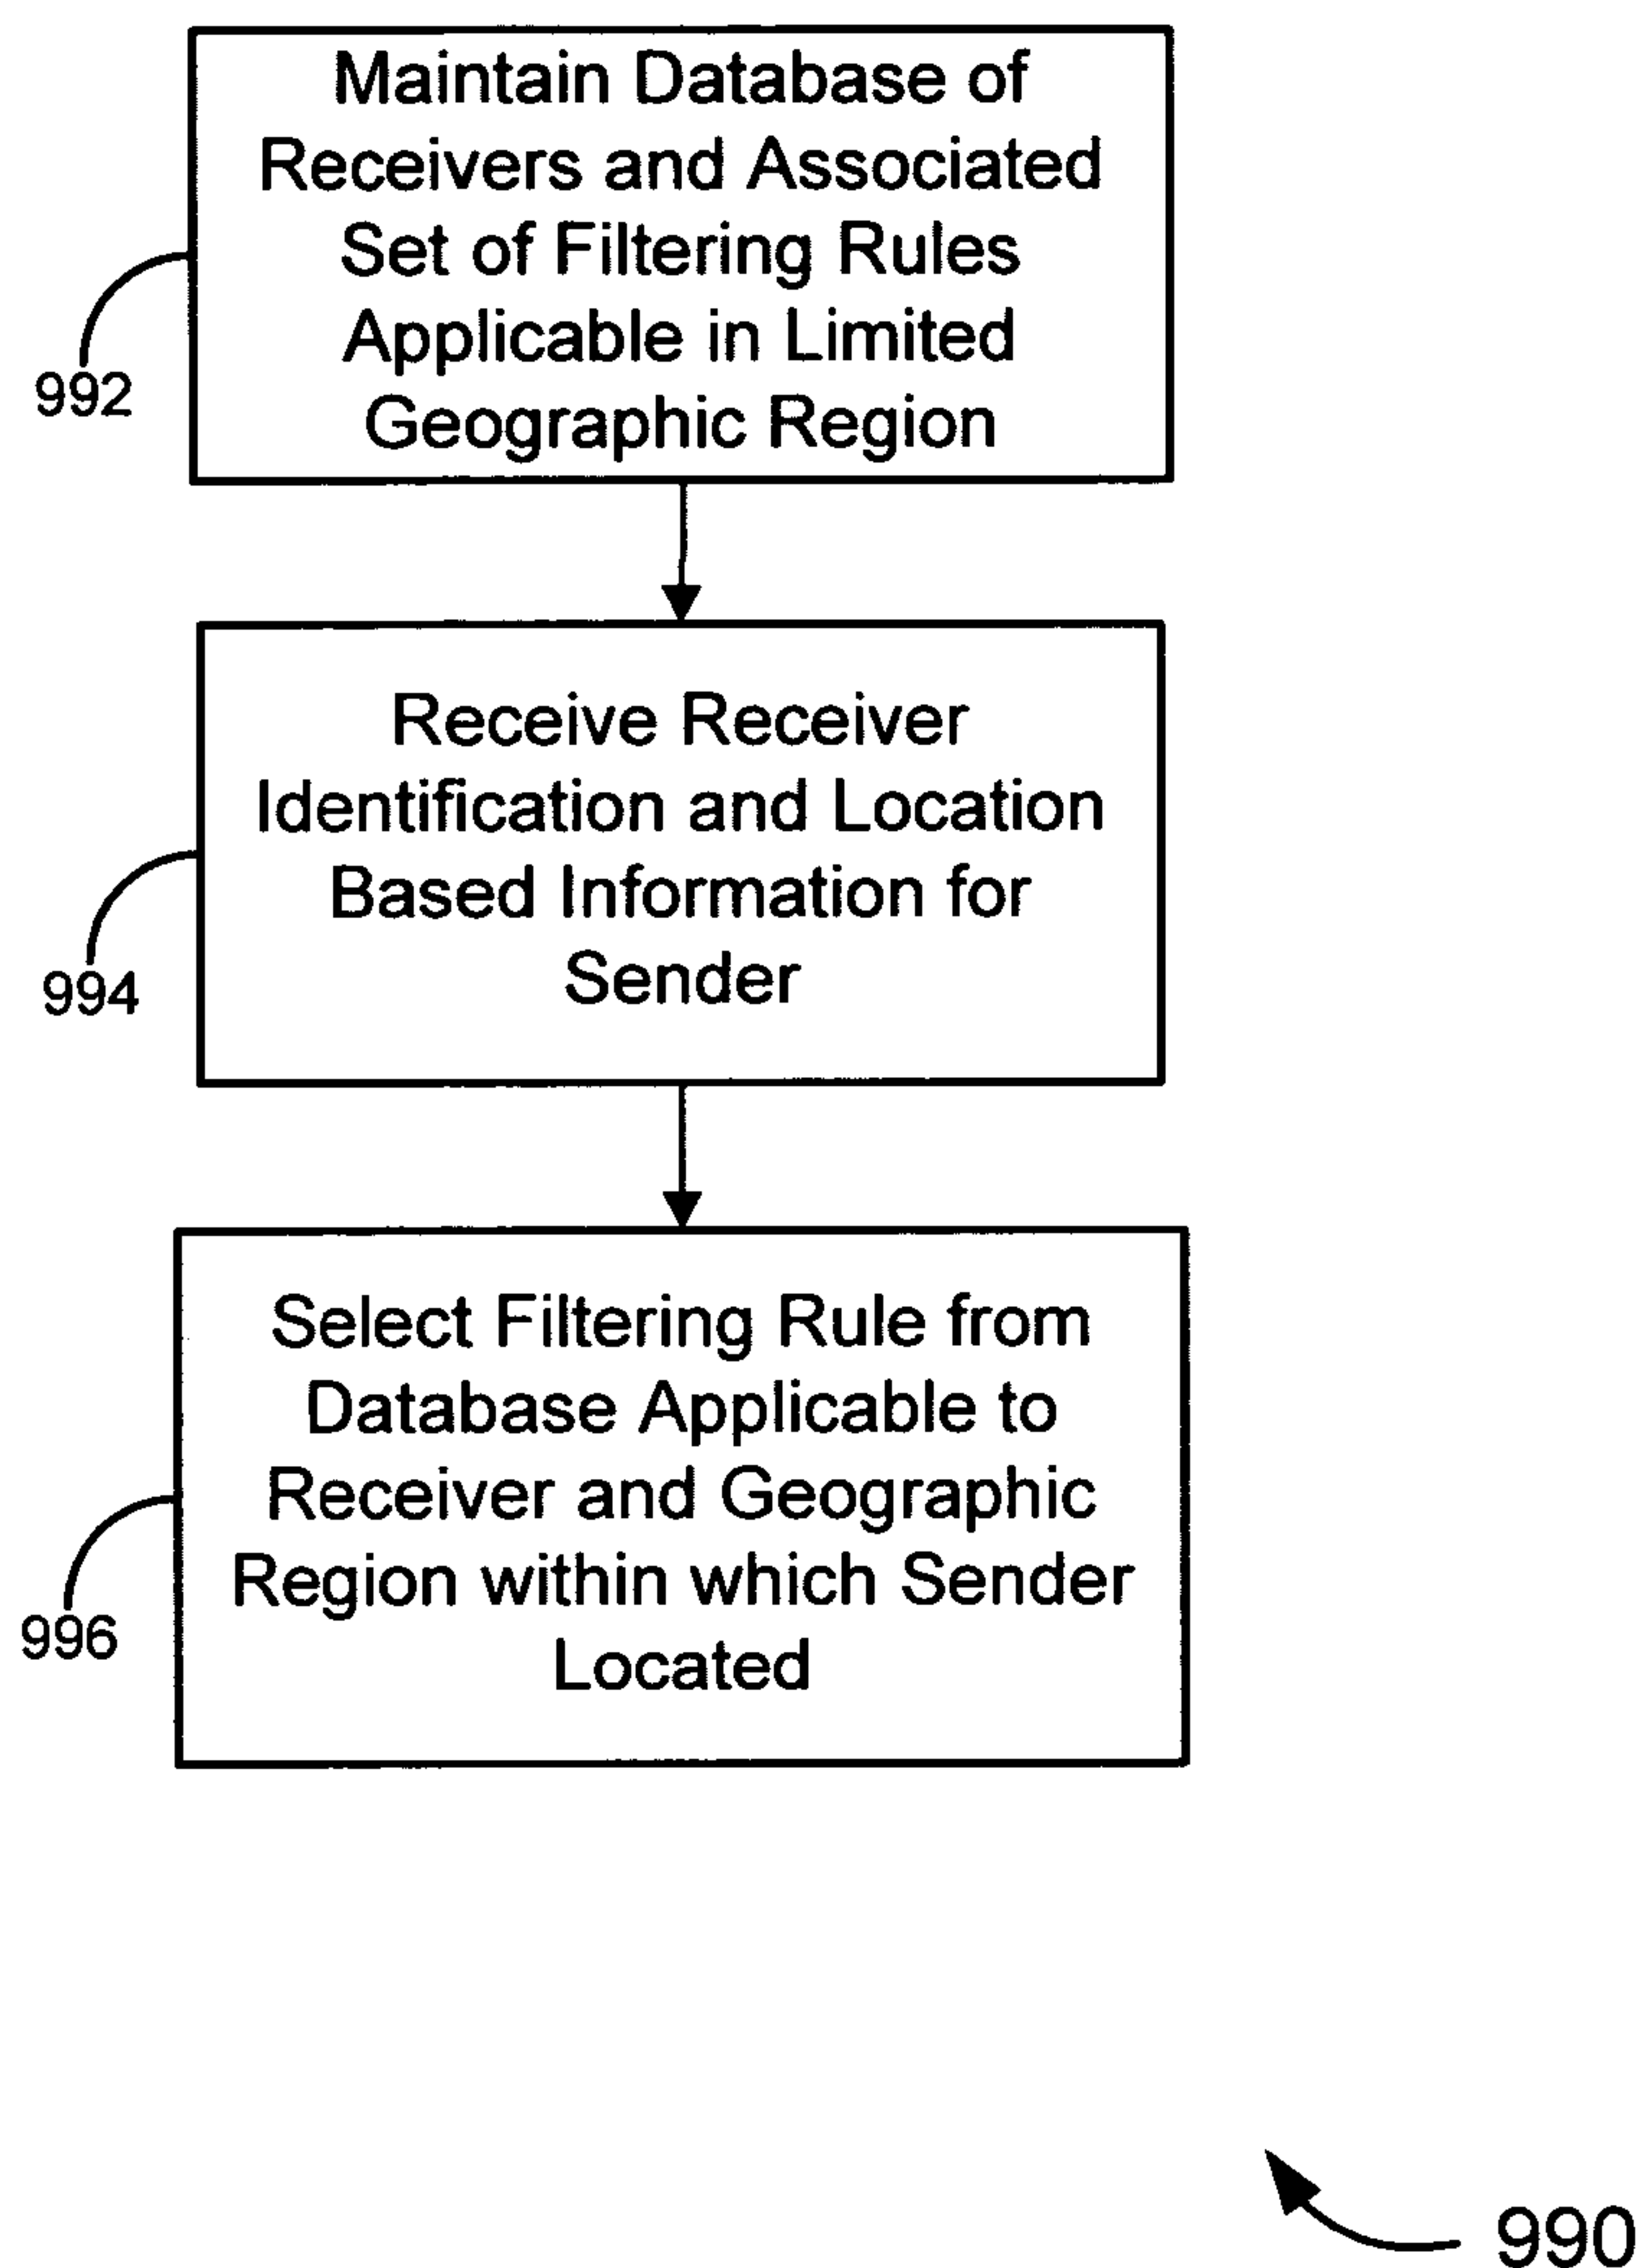 Maintain Database of
Receivers and Associated
Set of Filtering Rules
Applicable in Limited
Geographic Region
992
Receive Receiver
Identification and Location
Based Information for
Sender
994
Select Filtering Rule from
Database Applicable to
Receiver and Geographic
Region within which Sender
Located
996
990